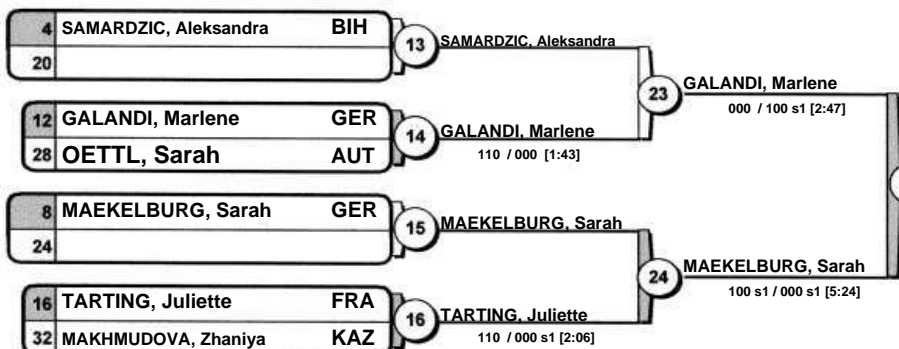 4 SAMARDZIC, Aleksandra BIH
20
13 SAMARDZIC, Aleksandra
23 GALANDI, Marlene
000 / 100 s1 [2:47]
12 GALANDI, Marlene GER
28 OETTL, Sarah AUT
14 GALANDI, Marlene
110 / 000 [1:43]
8 MAEKELBURG, Sarah GER
24
15 MAEKELBURG, Sarah
24 MAEKELBURG, Sarah
100 s1 / 000 s1 [5:24]
16 TARTING, Juliette FRA
32 MAKHMUDOVA, Zhaniya KAZ
16 TARTING, Juliette
110 / 000 s1 [2:06]